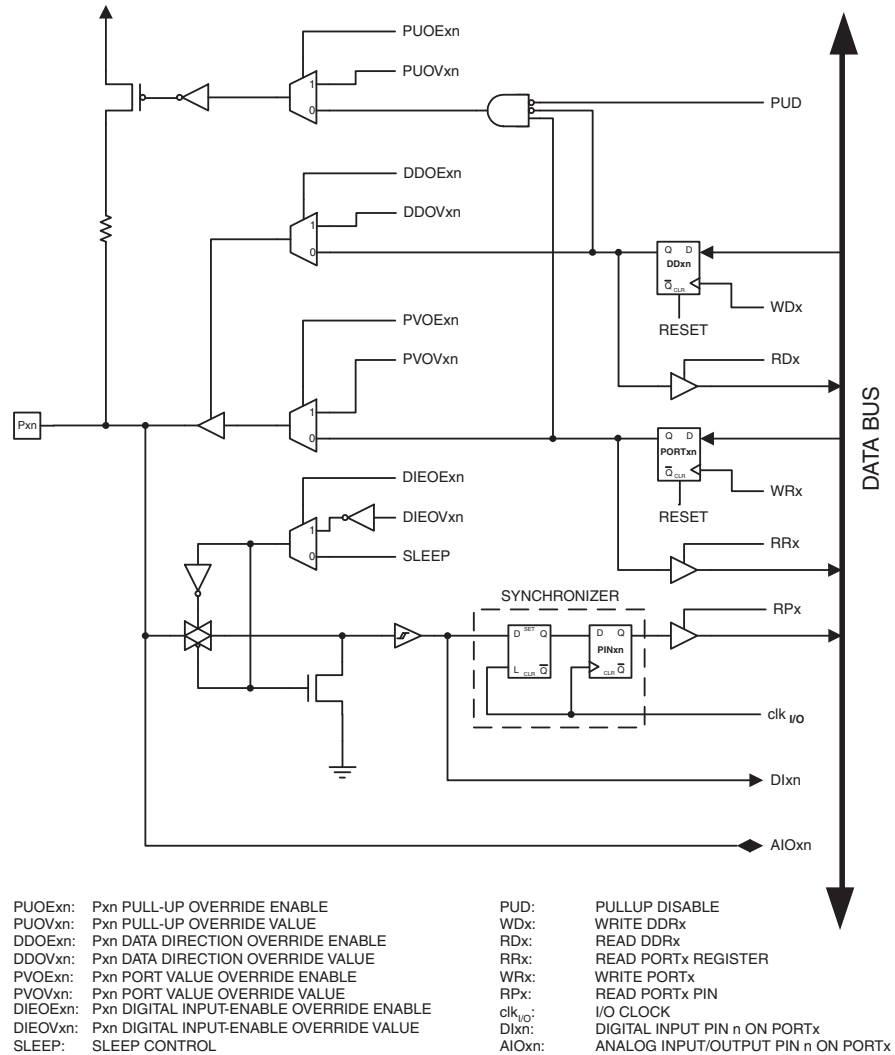 PUOExn
PUOVxn
1
0
PUD
DDOExn
DDOVxn
1
0
Q D
DDxn
Q CLR
WDx
RESET
PVOExn
RDx
PVOVxn
1
Pxn
0
Q D
PORTxn
Q CLR
DATA BUS
DIEOExn
WRx
DIEOVxn
RESET
1
0
SLEEP
RRx
SYNCHRONIZER
RPx
D SET Q
D Q
PINxn
L CLR Q
CLR Q
clk I/O
DIxn
AIOxn
PUOExn: Pxn PULL-UP OVERRIDE ENABLE
PUOVxn: Pxn PULL-UP OVERRIDE VALUE
DDOExn: Pxn DATA DIRECTION OVERRIDE ENABLE
DDOVxn: Pxn DATA DIRECTION OVERRIDE VALUE
PVOExn: Pxn PORT VALUE OVERRIDE ENABLE
PVOVxn: Pxn PORT VALUE OVERRIDE VALUE
DIEOExn: Pxn DIGITAL INPUT-ENABLE OVERRIDE ENABLE
DIEOVxn: Pxn DIGITAL INPUT-ENABLE OVERRIDE VALUE
SLEEP: SLEEP CONTROL
PUD: PULLUP DISABLE
WDx: WRITE DDRx
RDx: READ DDRx
RRx: READ PORTx REGISTER
WRx: WRITE PORTx
RPx: READ PORTx PIN
clk I/O: I/O CLOCK
DIxn: DIGITAL INPUT PIN n ON PORTx
AIOxn: ANALOG INPUT/OUTPUT PIN n ON PORTx